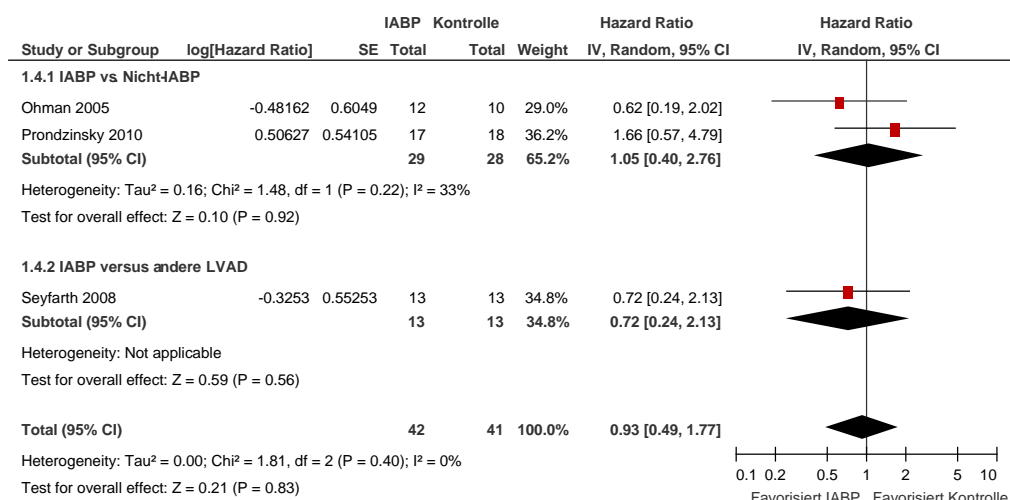 IABP Kontrolle Hazard Ratio Hazard Ratio
Study or Subgroup log[Hazard Ratio] SE Total Total Weight IV, Random, 95% CI IV, Random, 95% CI
1.4.1 IABP vs. Nicht-IABP
Ohman 2005 -0.48162 0.6049 12 10 29.0% 0.62 [0.19, 2.02]
Prondzinsky 2010 0.50627 0.54105 17 18 36.2% 1.66 [0.57, 4.79]
Subtotal (95% CI) 29 28 65.2% 1.05 [0.40, 2.76]
Heterogeneity: Tau² = 0.16; Chi² = 1.48, df = 1 (P = 0.22); I² = 33%
Test for overall effect: Z = 0.10 (P = 0.92)
1.4.2 IABP versus andere LVAD
Seyfarth 2008 -0.3253 0.55253 13 13 34.8% 0.72 [0.24, 2.13]
Subtotal (95% CI) 13 13 34.8% 0.72 [0.24, 2.13]
Heterogeneity: Not applicable
Test for overall effect: Z = 0.59 (P = 0.56)
Total (95% CI) 42 41 100.0% 0.93 [0.49, 1.77]
Heterogeneity: Tau² = 0.00; Chi² = 1.81, df = 2 (P = 0.40); I² = 0%
Test for overall effect: Z = 0.21 (P = 0.83)
0.1 0.2 0.5 1 2 5 10
Favorisiert IABP Favorisiert Kontrolle